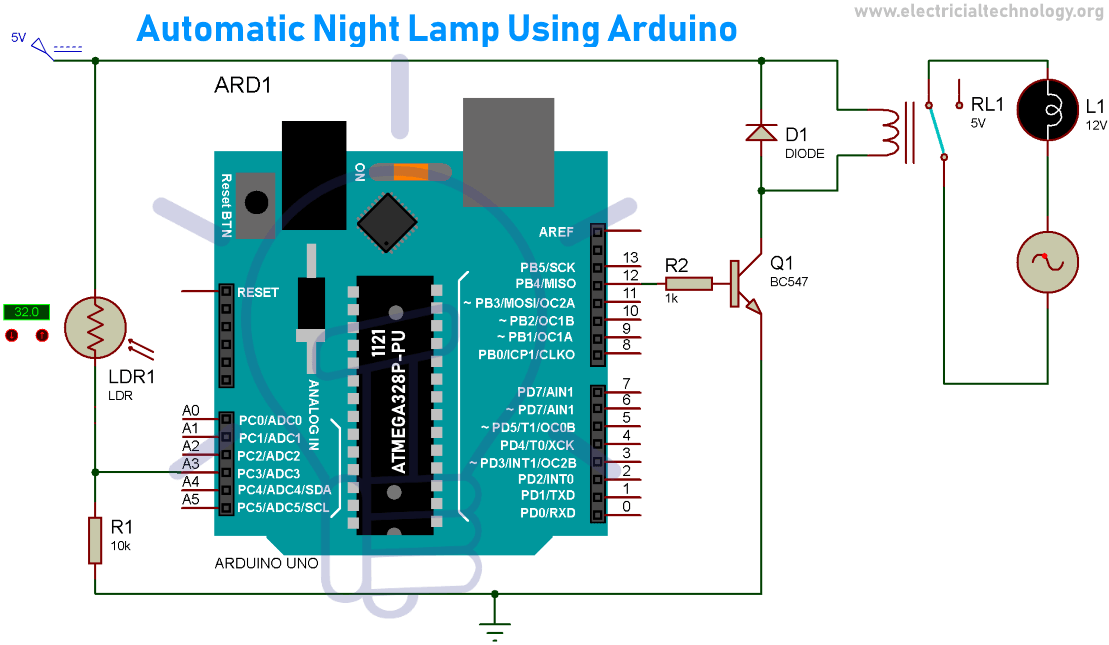 www.electricialtechnology.org
Automatic Night Lamp Using Arduino
5V
ARD1
RL1
5V
L1
12V
D1
DIODE
ON
Reset BTN
AREF
13
PB5/SCK
12
PB4/MISO
11
~ PB3/MOSI/OC2A
10
~ PB2/OC1B
9
~ PB1/OC1A
8
PB0/ICP1/CLKO
R2
1k
Q1
BC547
RESET
32.0
LDR1
LDR
1121
ATMEGA328P-PU
ANALOG IN
A0
PC0/ADC0
A1
PC1/ADC1
A2
PC2/ADC2
A3
PC3/ADC3
A4
PC4/ADC4/SDA
A5
PC5/ADC5/SCL
7
PD7/AIN1
6
~ PD7/AIN1
5
~ PD5/T1/OC0B
4
PD4/T0/XCK
3
~ PD3/INT1/OC2B
2
PD2/INT0
1
PD1/TXD
0
PD0/RXD
R1
10k
ARDUINO UNO